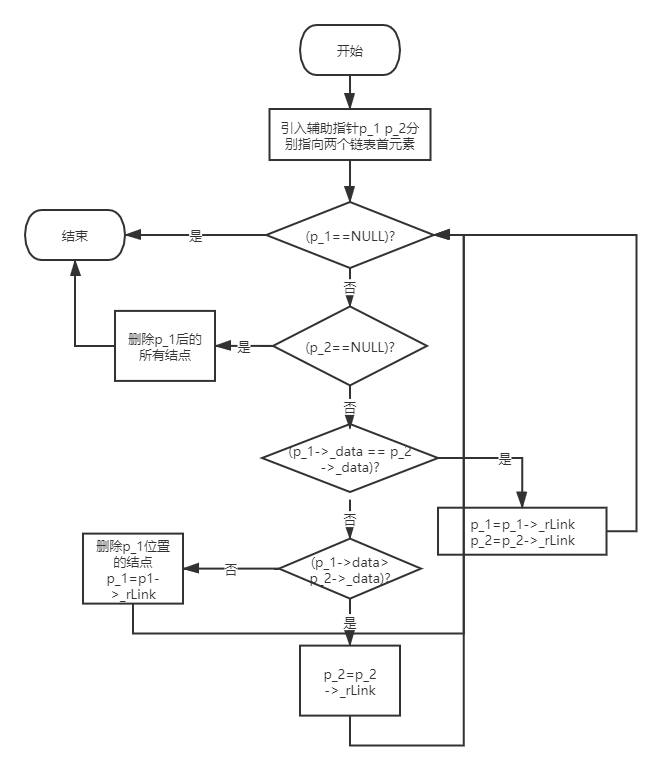 开始
引入辅助指针p_1 p_2分
别指向两个链表首元素
结束
是
(p_1==NULL)?
否
删除p_1后的
所有结点
是
(p_2==NULL)?
否
(p_1->_data == p_2
->_data)?
是
否
p_1=p_1->_rLink
p_2=p_2->_rLink
删除p_1位置
的结点
p_1=p1-
>_rLink
否
(p_1->data>
p_2->_data)?
是
p_2=p_2
->_rLink